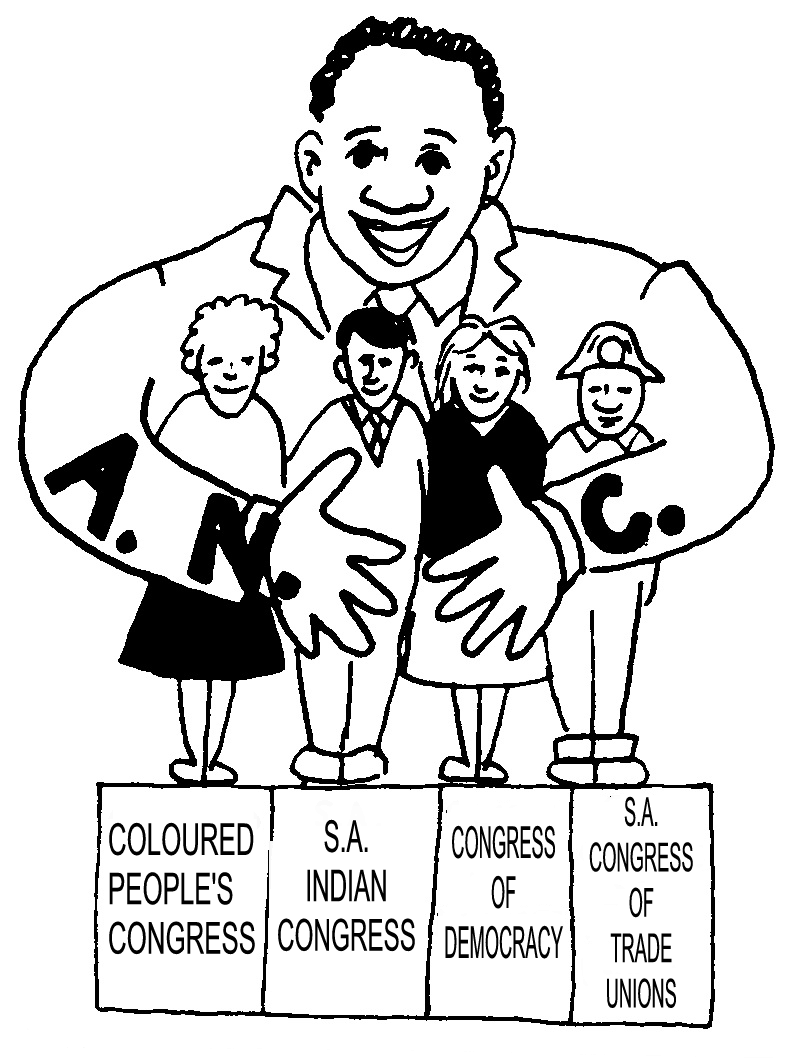 A. N. C.
COLOURED
PEOPLE'S
CONGRESS
S.A.
INDIAN
CONGRESS
CONGRESS
OF
DEMOCRACY
S.A.
CONGRESS
OF
TRADE
UNIONS